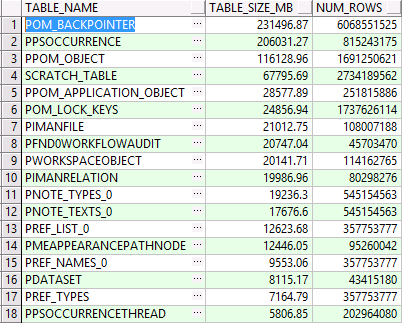 TABLE_NAME TABLE_SIZE_MB NUM_ROWS
1 POM_BACKPOINTER ... 231496.87 6068551525
2 PPSOCCURRENCE ... 206031.27 815243175
3 PPOM_OBJECT ... 116128.96 1691250621
4 SCRATCH_TABLE ... 67795.69 2734189562
5 PPOM_APPLICATION_OBJECT ... 28577.89 251815886
6 POM_LOCK_KEYS ... 24856.94 1737626114
7 PIMANFILE ... 21012.75 108007188
8 PFND0WORKFLOWAUDIT ... 20747.04 45703470
9 PWORKSPACEOBJECT ... 20141.71 114162765
10 PIMANRELATION ... 19986.96 80298276
11 PNOTE_TYPES_0 ... 19236.3 545154563
12 PNOTE_TEXTS_0 ... 17676.6 545154563
13 PREF_LIST_0 ... 12623.68 357753777
14 PMEAPPEARANCEPATHNODE ... 12446.05 95260042
15 PREF_NAMES_0 ... 9553.06 357753777
16 PDATASET ... 8115.17 43415180
17 PREF_TYPES ... 7164.79 357753777
18 PPSOCCURRENCETHREAD ... 5806.85 202964080